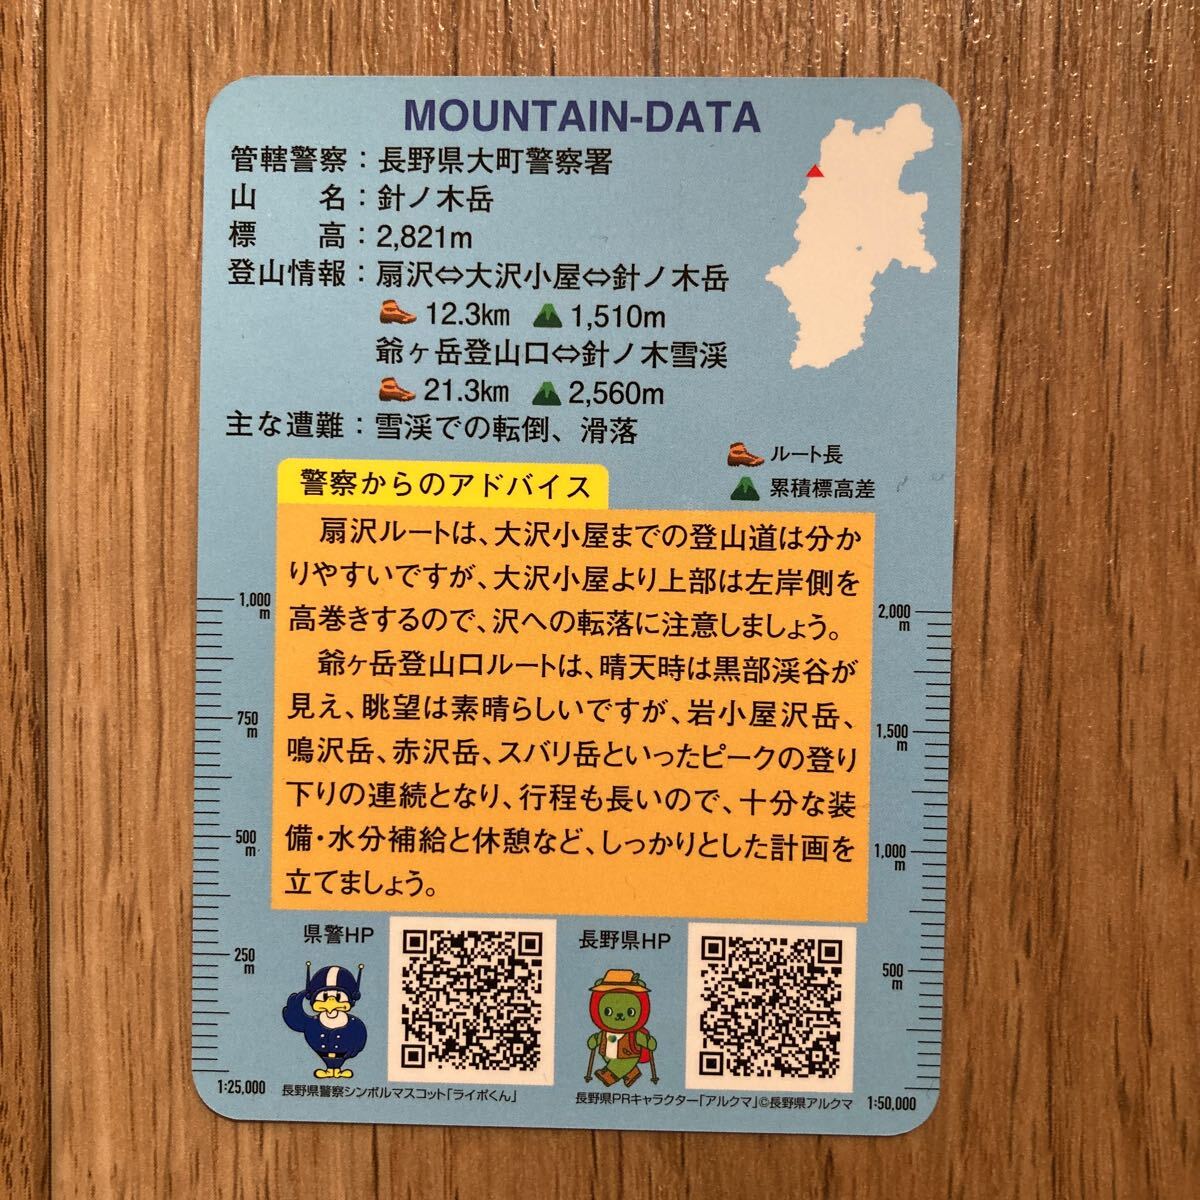 MOUNTAIN-DATA
管轄警察：長野県大町警察署
山　　名：針ノ木岳
標　　高：2,821m
登山情報：扇沢⇔大沢小屋⇔針ノ木岳
12.3km 1,510m
爺ヶ岳登山口⇔針ノ木雪渓
21.3km 2,560m
主な遭難：雪渓での転倒、滑落
ルート長
累積標高差
警察からのアドバイス
　扇沢ルートは、大沢小屋までの登山道は分か
りやすいですが、大沢小屋より上部は左岸側を
高巻きするので、沢への転落に注意しましょう。
　爺ヶ岳登山口ルートは、晴天時は黒部渓谷が
見え、眺望は素晴らしいですが、岩小屋沢岳、
鳴沢岳、赤沢岳、スバリ岳といったピークの登り
下りの連続となり、行程も長いので、十分な装
備・水分補給と休憩など、しっかりとした計画を
立てましょう。
1,000
m
750
m
500
m
250
m
1:25,000
2,000
m
1,500
m
1,000
m
500
m
1:50,000
県警HP
長野県HP
長野県警察シンボルマスコット「ライポくん」
長野県PRキャラクター「アルクマ」©長野県アルクマ